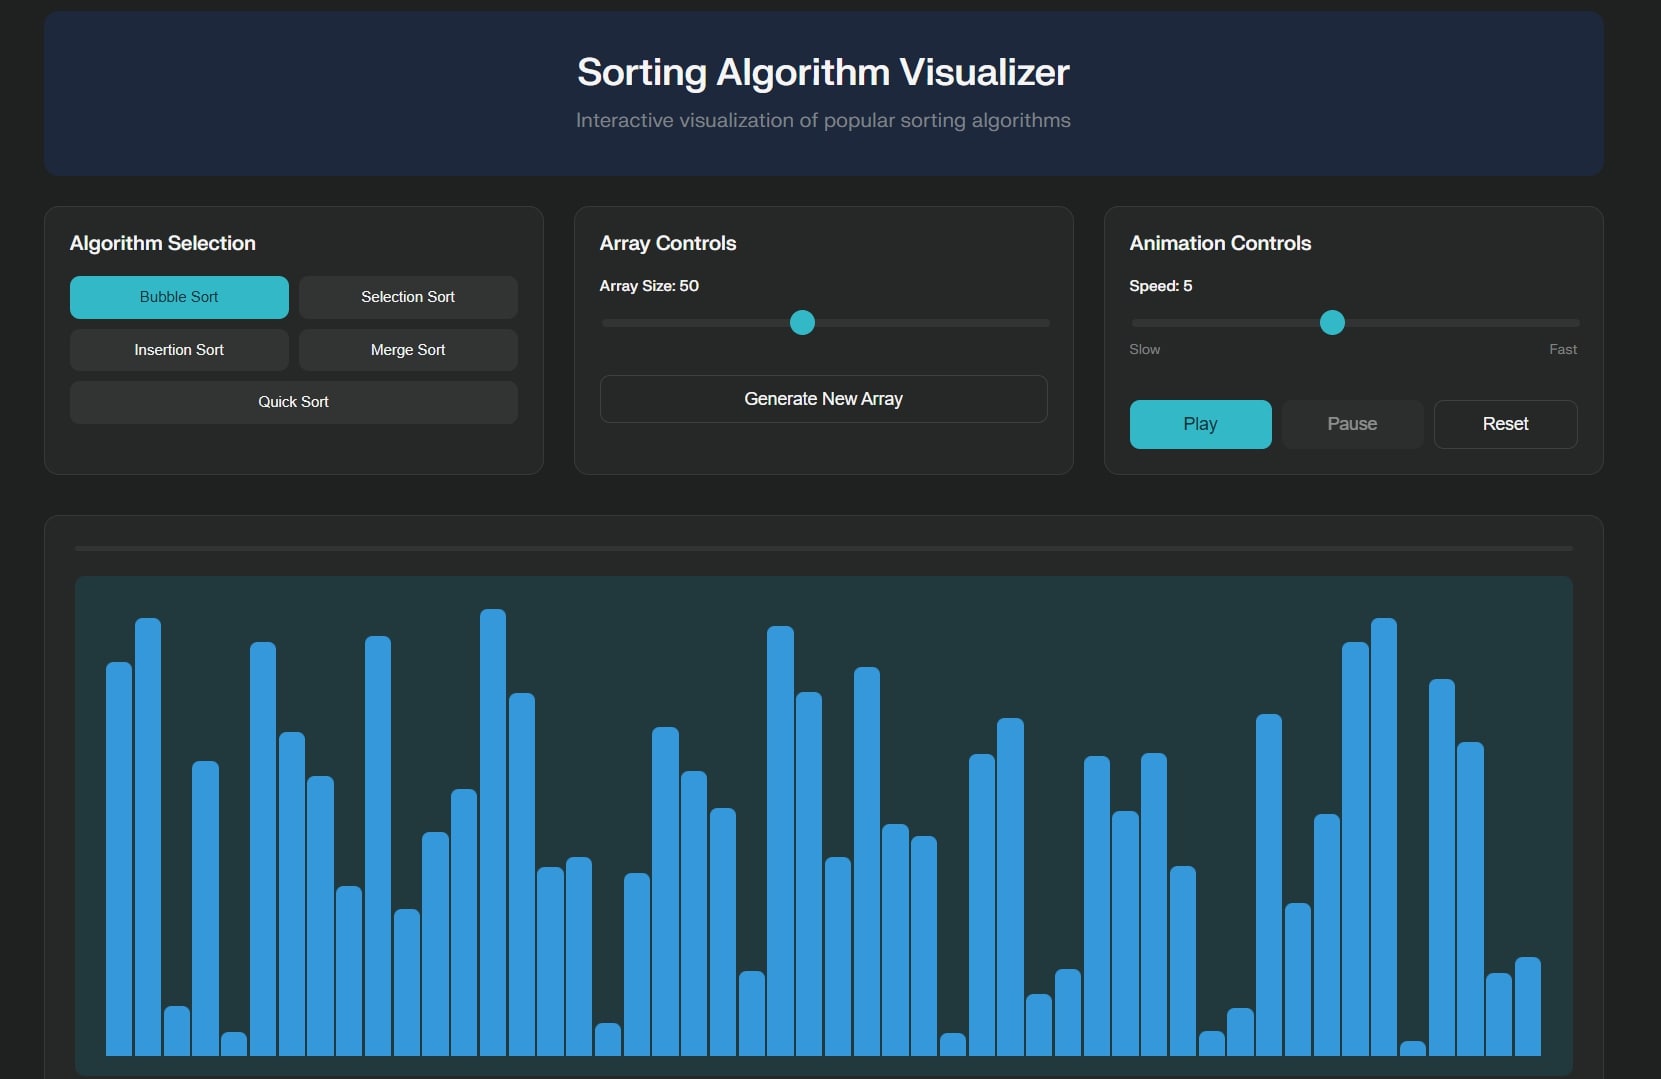 Sorting Algorithm Visualizer
Interactive visualization of popular sorting algorithms
Algorithm Selection
Bubble Sort
Selection Sort
Insertion Sort
Merge Sort
Quick Sort
Array Controls
Array Size: 50
Generate New Array
Animation Controls
Speed: 5
Slow
Fast
Play
Pause
Reset